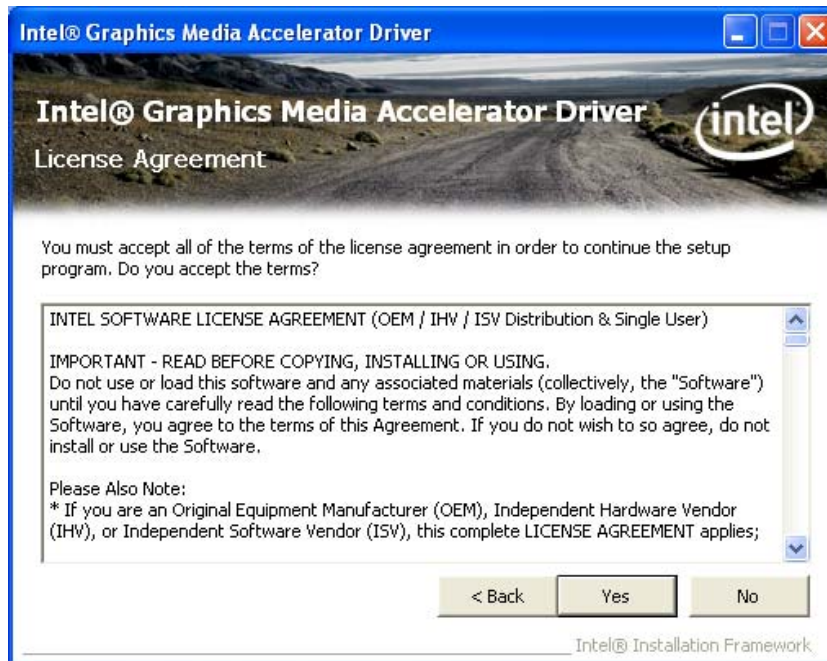 Intel® Graphics Media Accelerator Driver
Intel® Graphics Media Accelerator Driver
intel
License Agreement
You must accept all of the terms of the license agreement in order to continue the setup
program. Do you accept the terms?
INTEL SOFTWARE LICENSE AGREEMENT (OEM / IHV / ISV Distribution & Single User)
IMPORTANT - READ BEFORE COPYING, INSTALLING OR USING.
Do not use or load this software and any associated materials (collectively, the "Software")
until you have carefully read the following terms and conditions. By loading or using the
Software, you agree to the terms of this Agreement. If you do not wish to so agree, do not
install or use the Software.
Please Also Note:
* If you are an Original Equipment Manufacturer (OEM), Independent Hardware Vendor
(IHV), or Independent Software Vendor (ISV), this complete LICENSE AGREEMENT applies;
< Back
Yes
No
Intel® Installation Framework